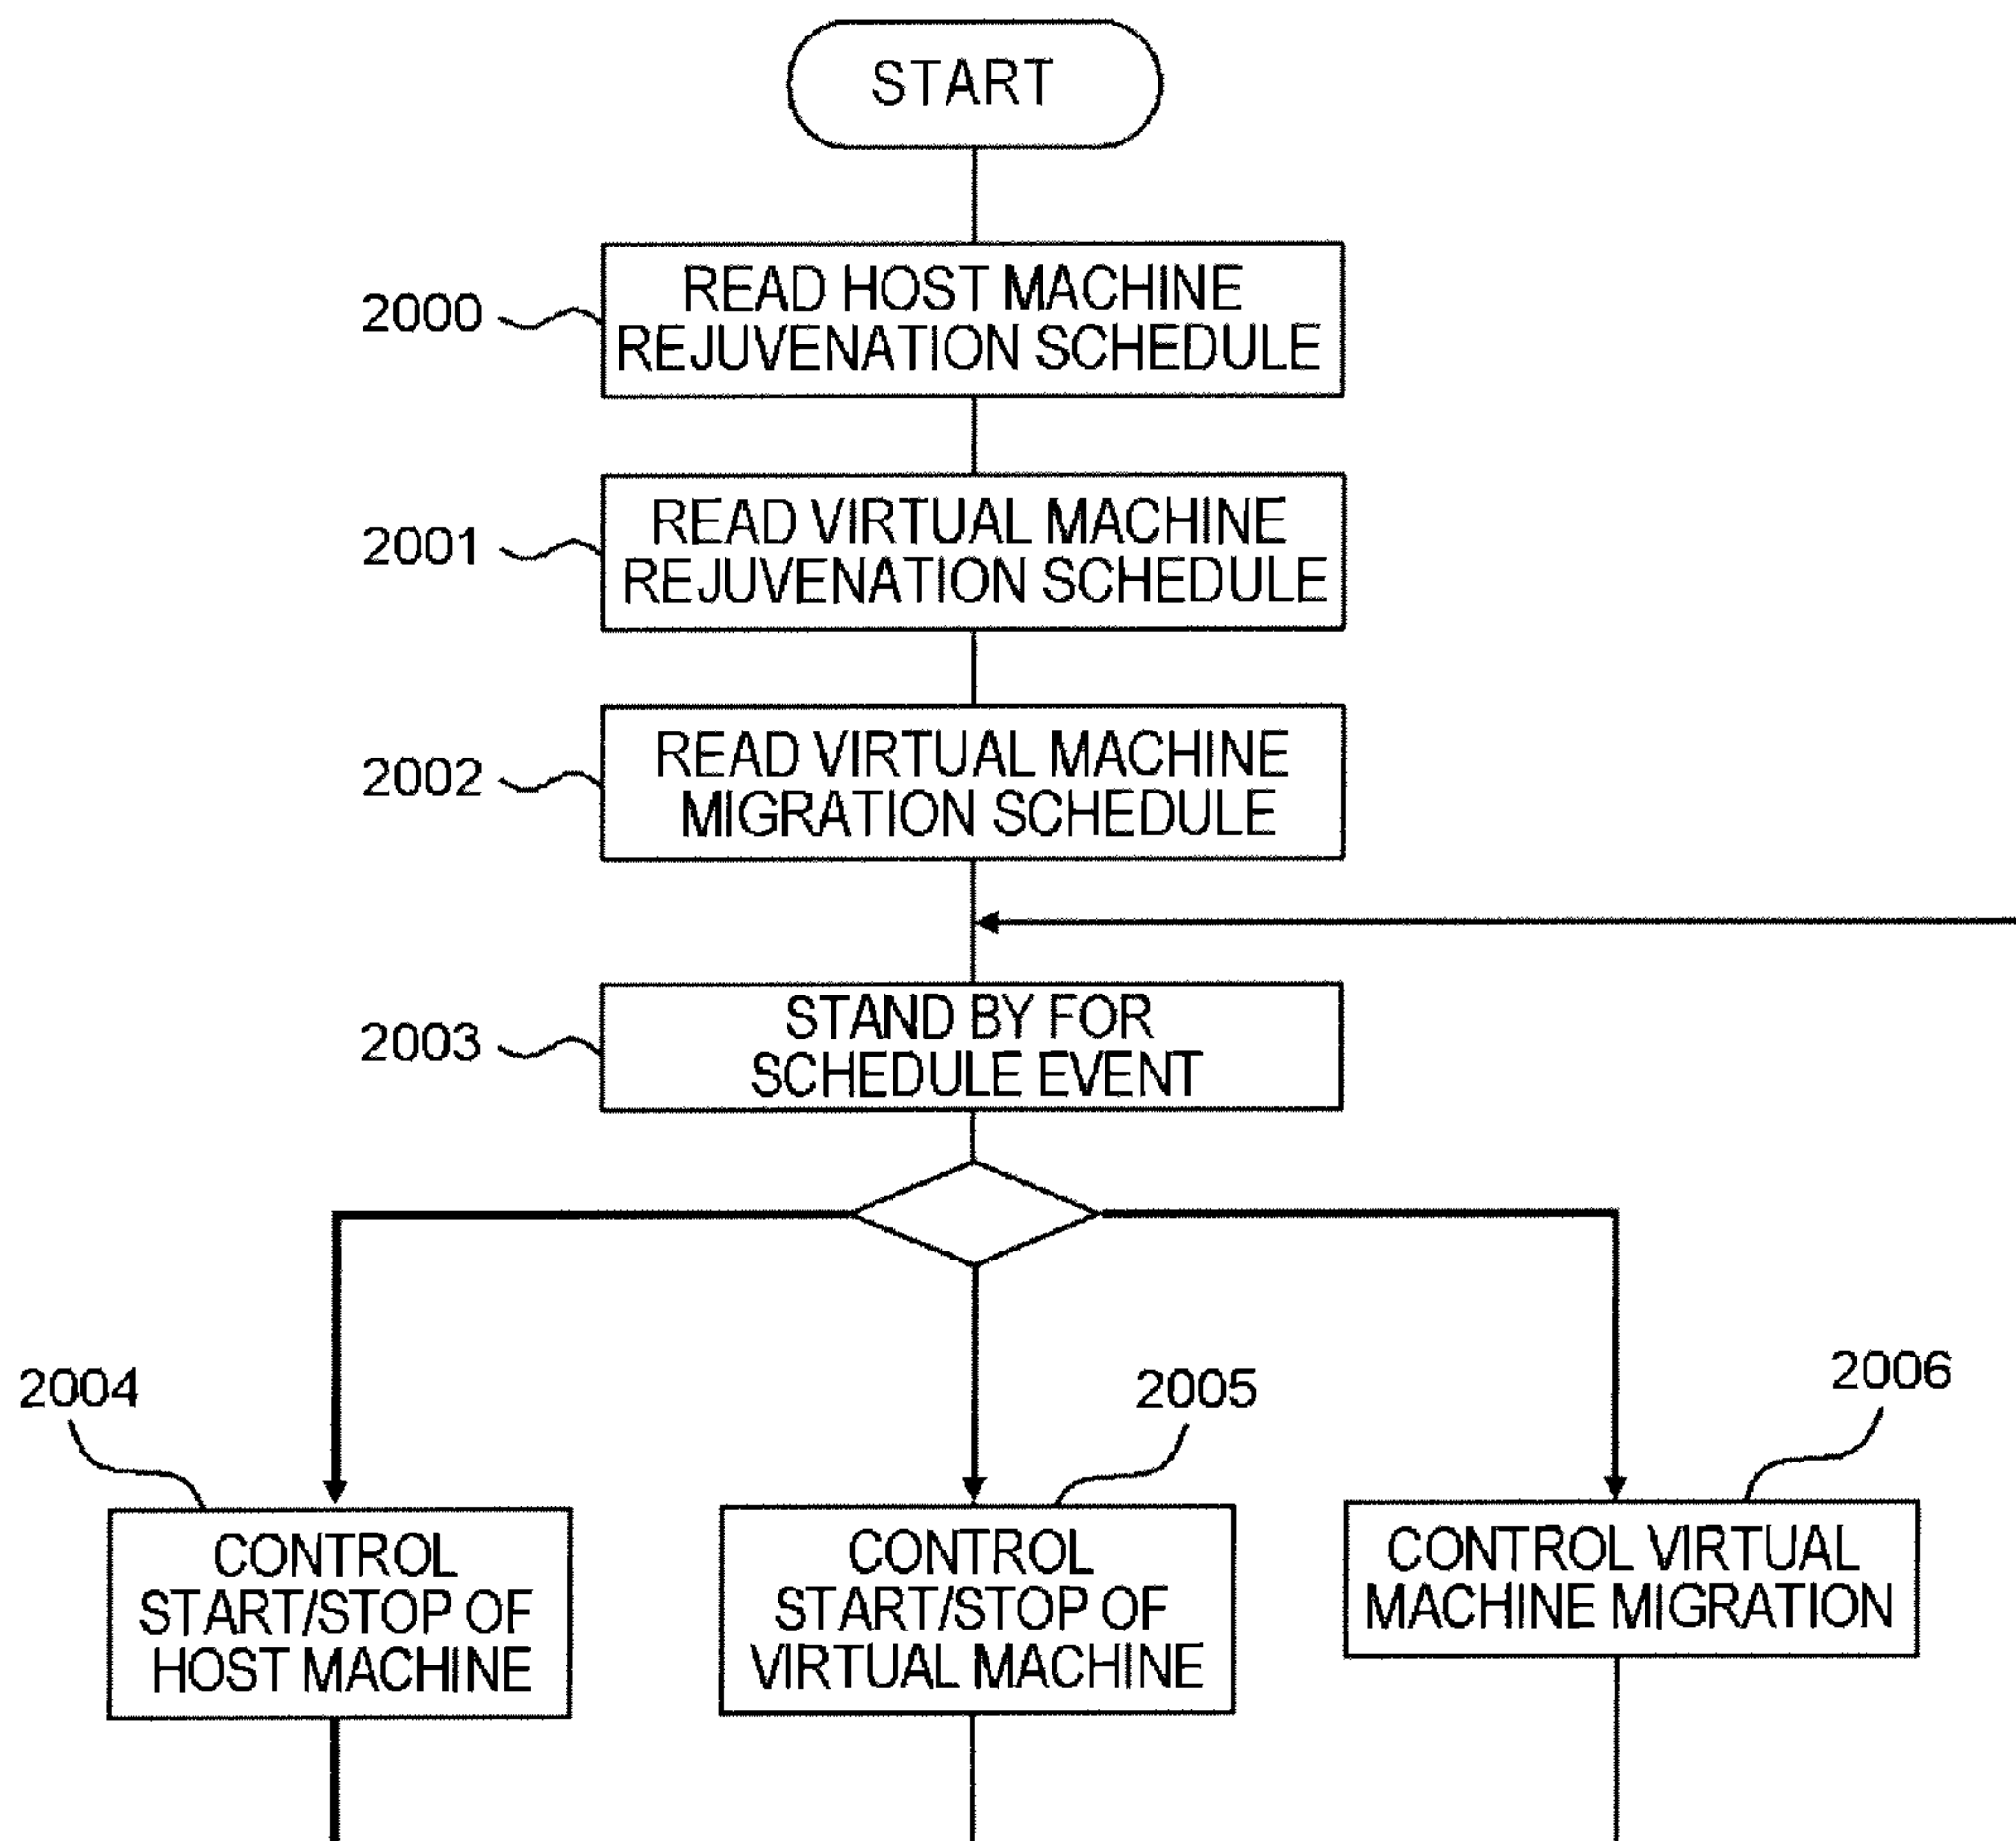 START
2000
READ HOST MACHINE
REJUVENATION SCHEDULE
2001
READ VIRTUAL MACHINE
REJUVENATION SCHEDULE
2002
READ VIRTUAL MACHINE
MIGRATION SCHEDULE
2003
STAND BY FOR
SCHEDULE EVENT
2004
CONTROL
START/STOP OF
HOST MACHINE
2005
CONTROL
START/STOP OF
VIRTUAL MACHINE
2006
CONTROL VIRTUAL
MACHINE MIGRATION